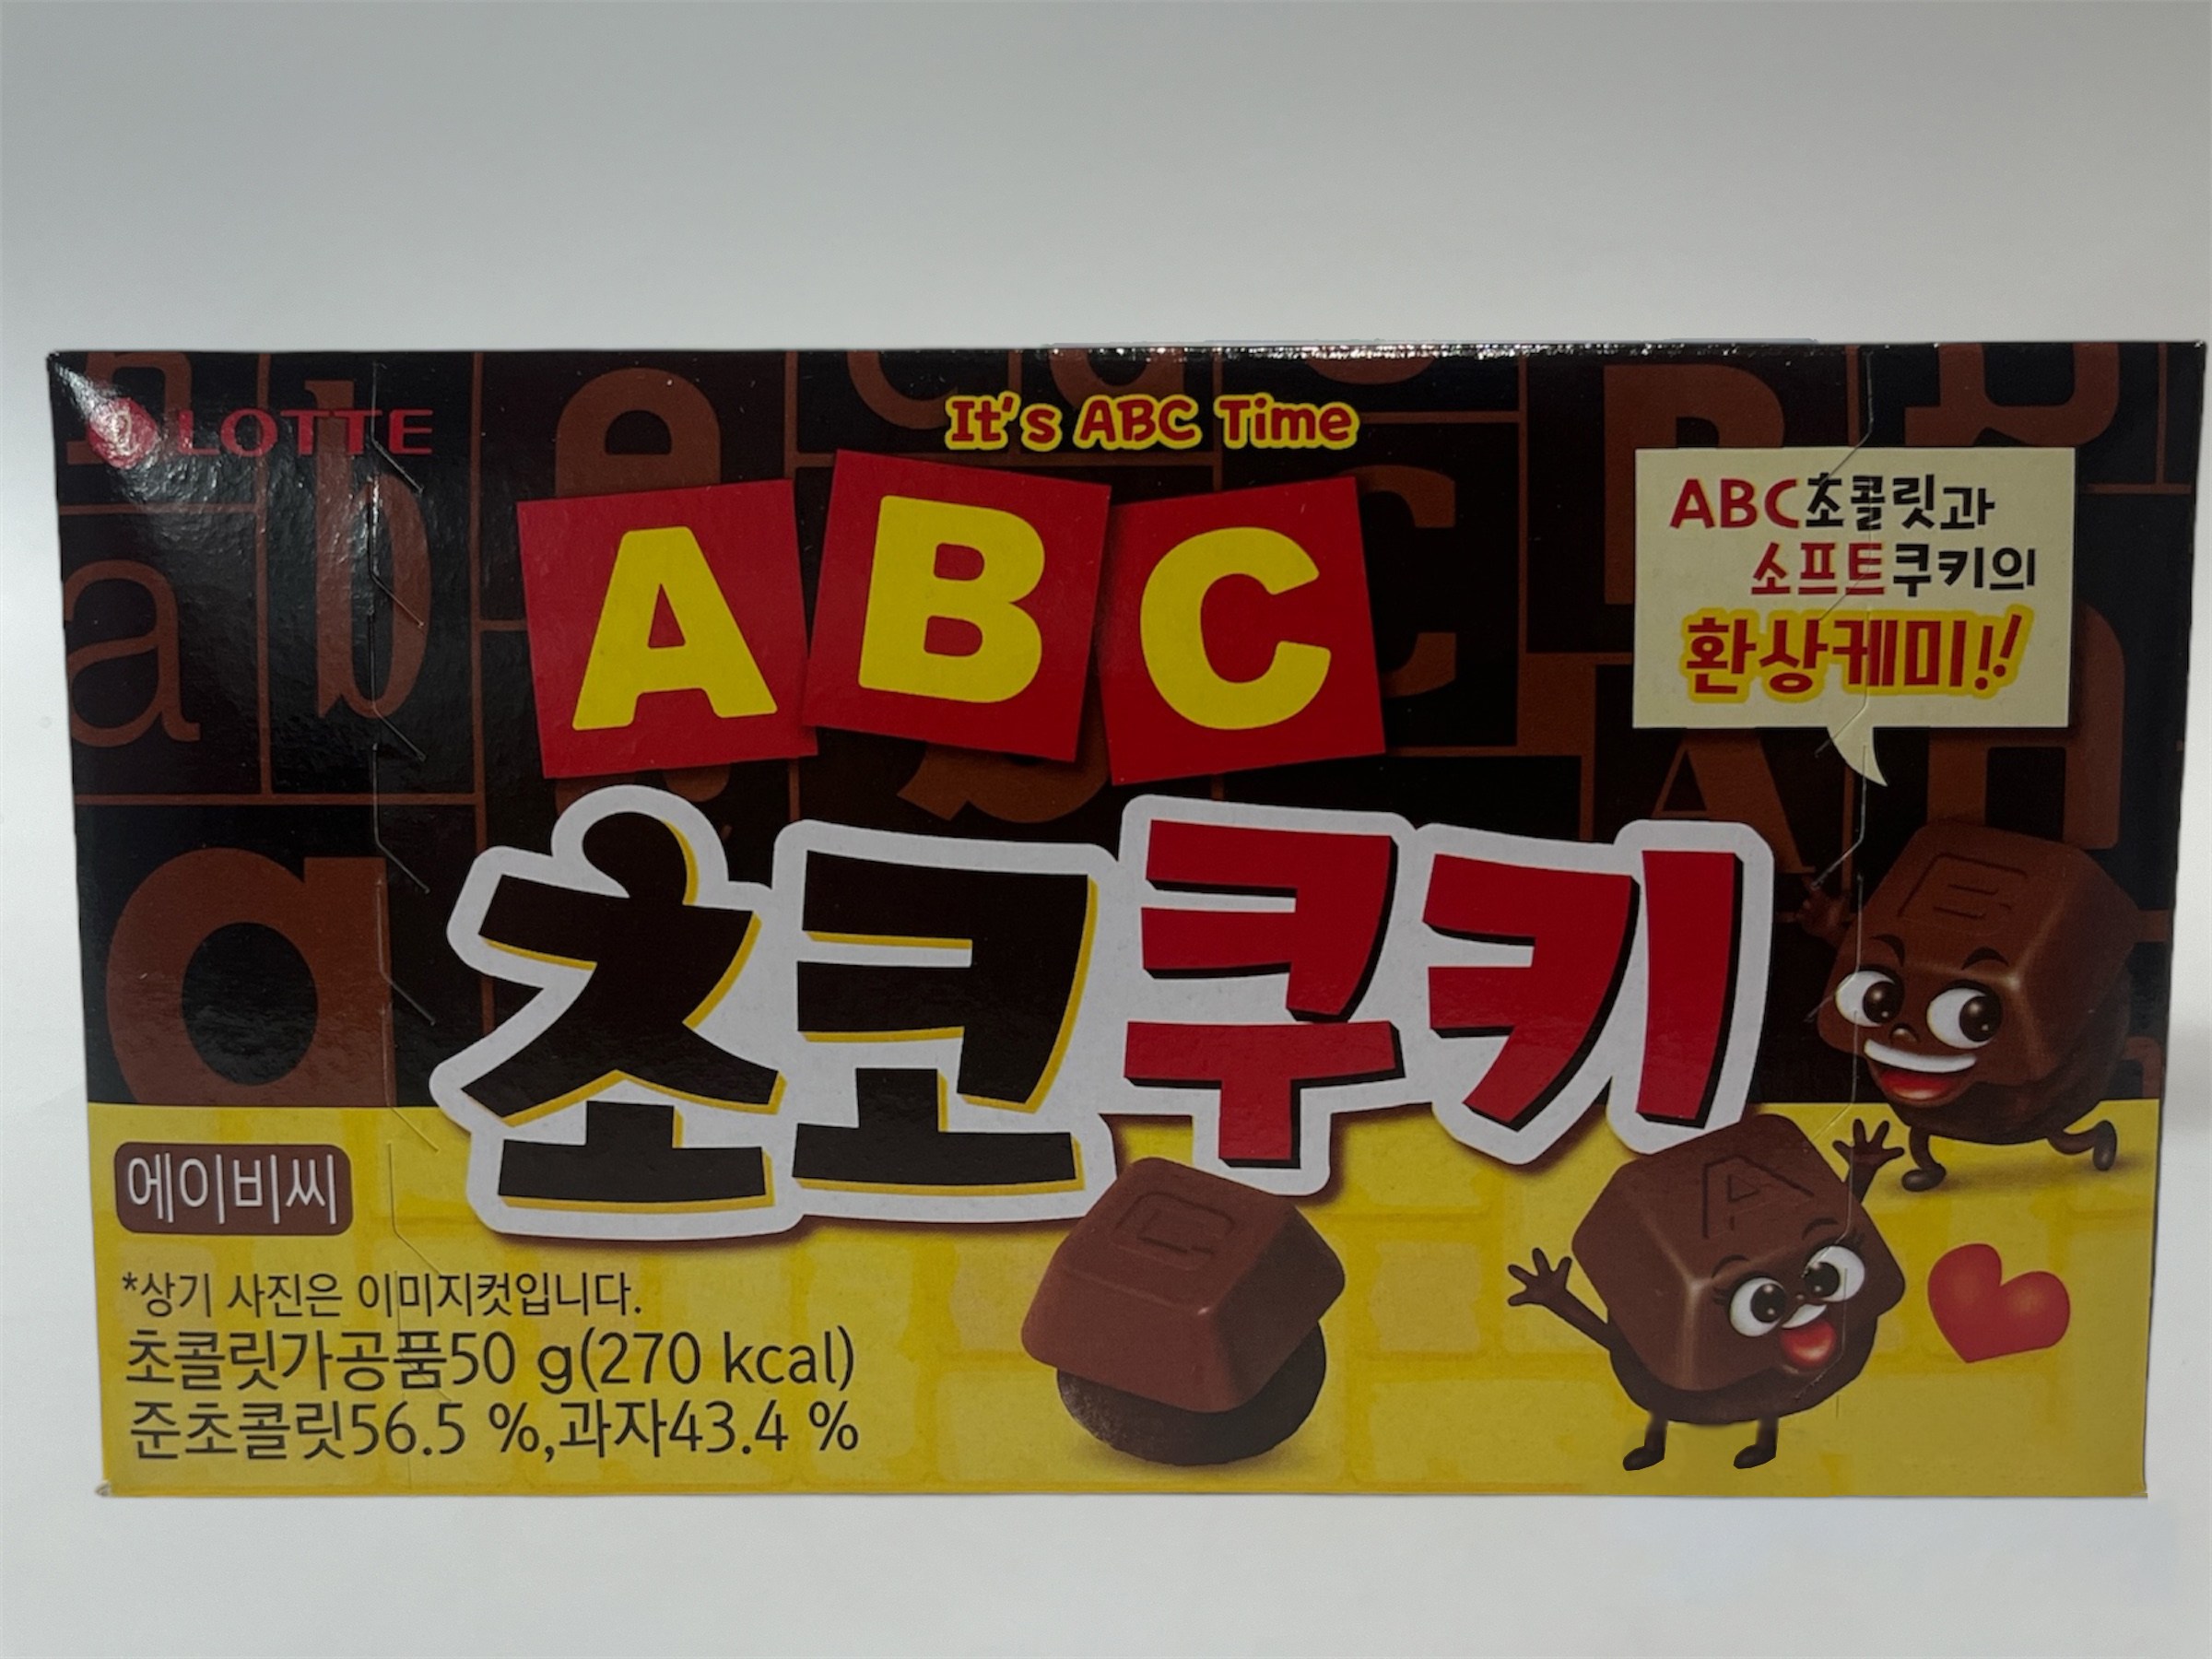 LOTTE
It's ABC Time
ABC
ABC초콜릿과
소프트쿠키의
환상케미!!
초코쿠키
에이비씨
*상기 사진은 이미지컷입니다.
초콜릿가공품50 g(270 kcal)
준초콜릿56.5 %,과자43.4 %
B
C
A